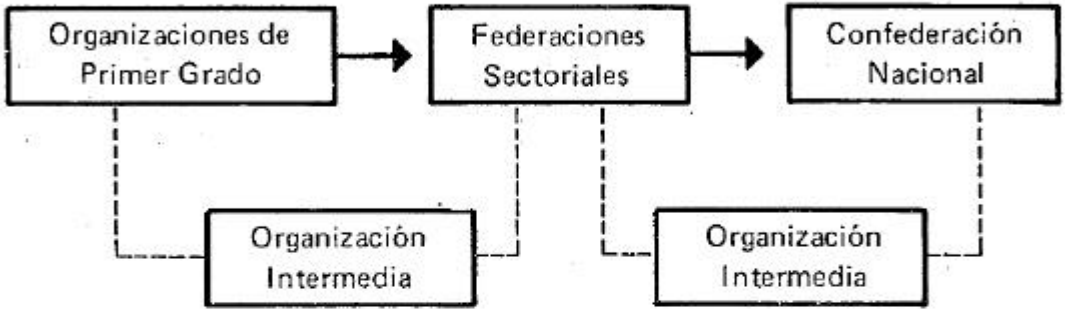 Organizaciones de
Primer Grado
Federaciones
Sectoriales
Confederación
Nacional
Organización
Intermedia
Organización
Intermedia